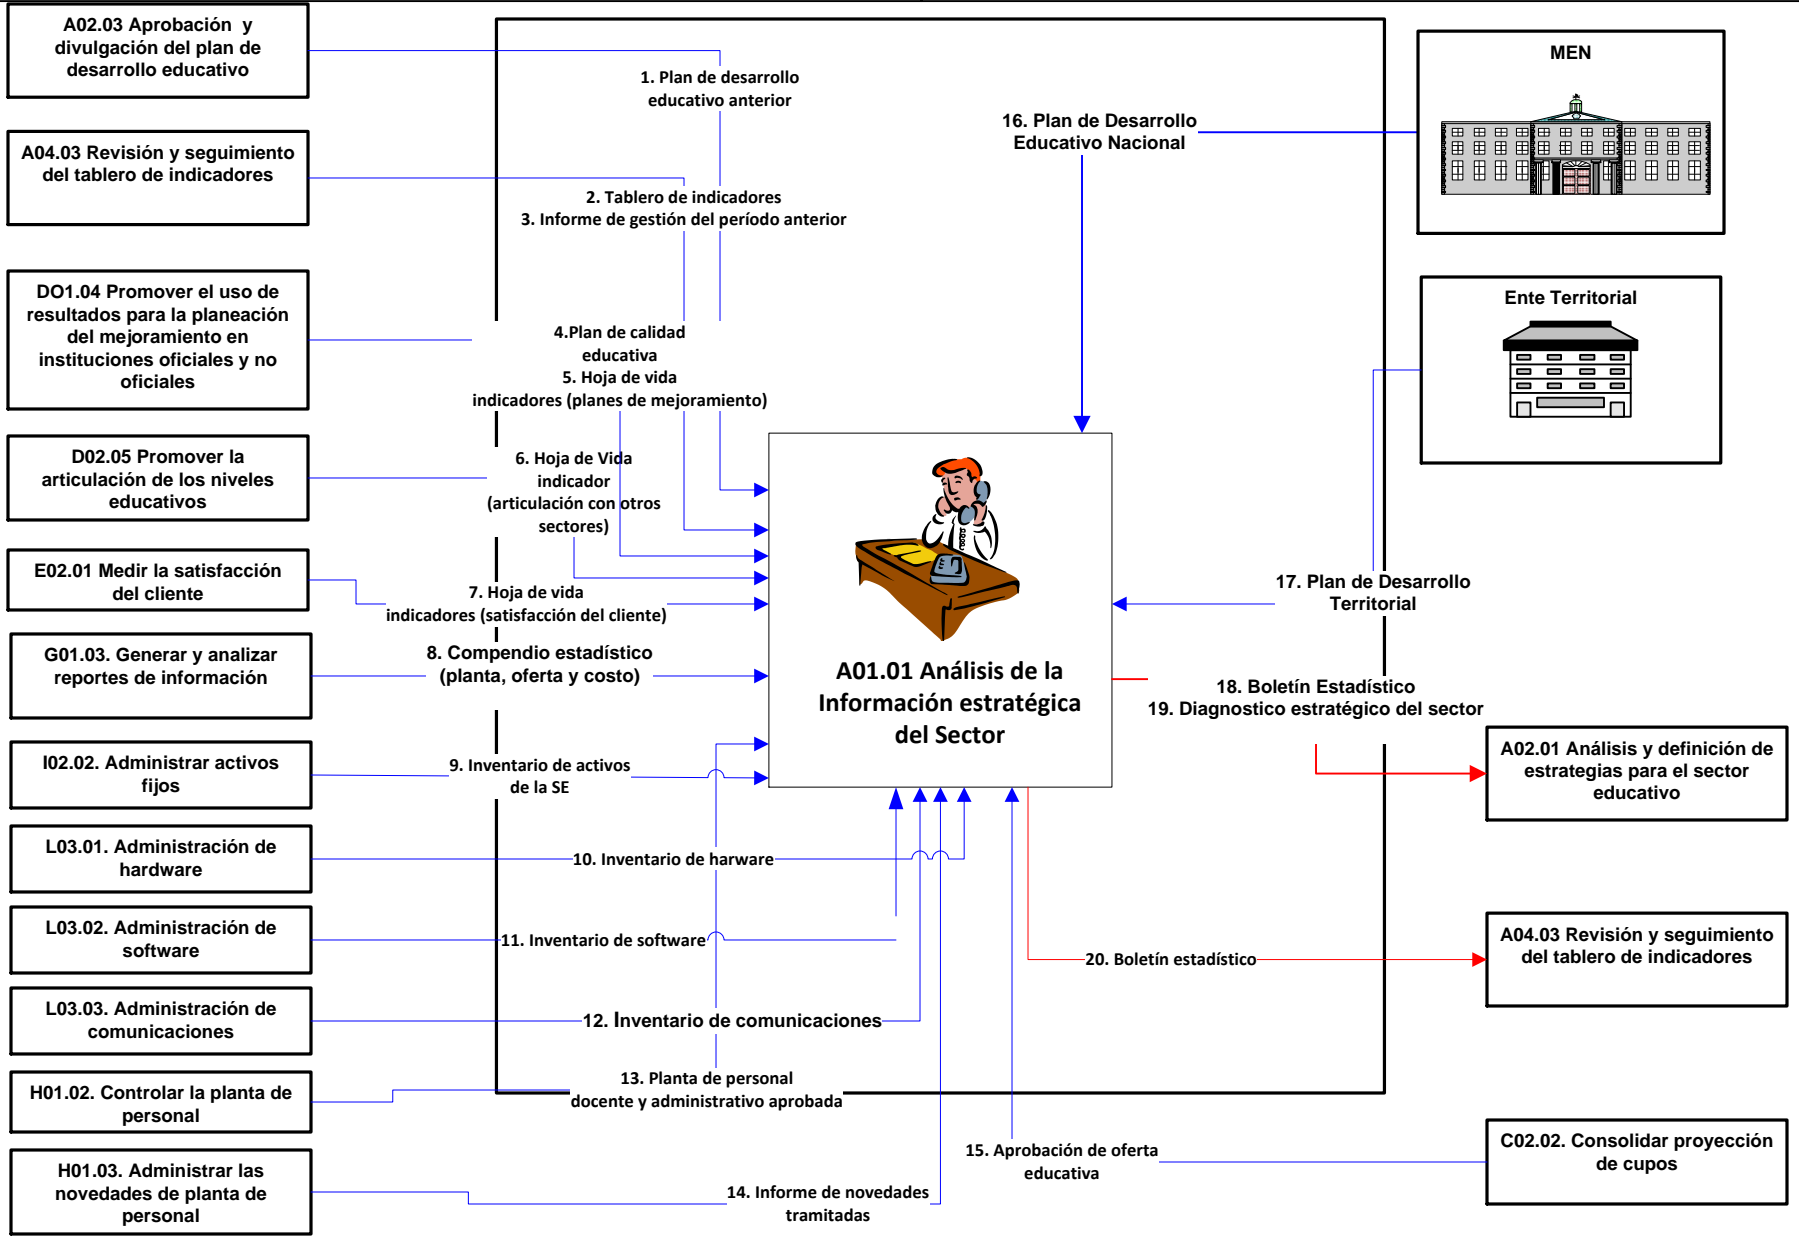 A02.03 Aprobación y
divulgación del plan de
desarrollo educativo
A04.03 Revisión y seguimiento
del tablero de indicadores
DO1.04 Promover el uso de
resultados para la planeación
del mejoramiento en
instituciones oficiales y no
oficiales
D02.05 Promover la
articulación de los niveles
educativos
E02.01 Medir la satisfacción
del cliente
G01.03. Generar y analizar
reportes de información
I02.02. Administrar activos
fijos
L03.01. Administración de
hardware
L03.02. Administración de
software
L03.03. Administración de
comunicaciones
H01.02. Controlar la planta de
personal
H01.03. Administrar las
novedades de planta de
personal
1. Plan de desarrollo
educativo anterior
2. Tablero de indicadores
3. Informe de gestión del período anterior
4.Plan de calidad
educativa
5. Hoja de vida
indicadores (planes de mejoramiento)
6. Hoja de Vida
indicador
(articulación con otros
sectores)
7. Hoja de vida
indicadores (satisfacción del cliente)
8. Compendio estadístico
(planta, oferta y costo)
9. Inventario de activos
de la SE
10. Inventario de harware
11. Inventario de software
12. Inventario de comunicaciones
13. Planta de personal
docente y administrativo aprobada
14. Informe de novedades
tramitadas
A01.01 Análisis de la
Información estratégica
del Sector
15. Aprobación de oferta
educativa
16. Plan de Desarrollo
Educativo Nacional
17. Plan de Desarrollo
Territorial
18. Boletín Estadístico
19. Diagnostico estratégico del sector
20. Boletín estadístico
MEN
Ente Territorial
A02.01 Análisis y definición de
estrategias para el sector
educativo
A04.03 Revisión y seguimiento
del tablero de indicadores
C02.02. Consolidar proyección
de cupos